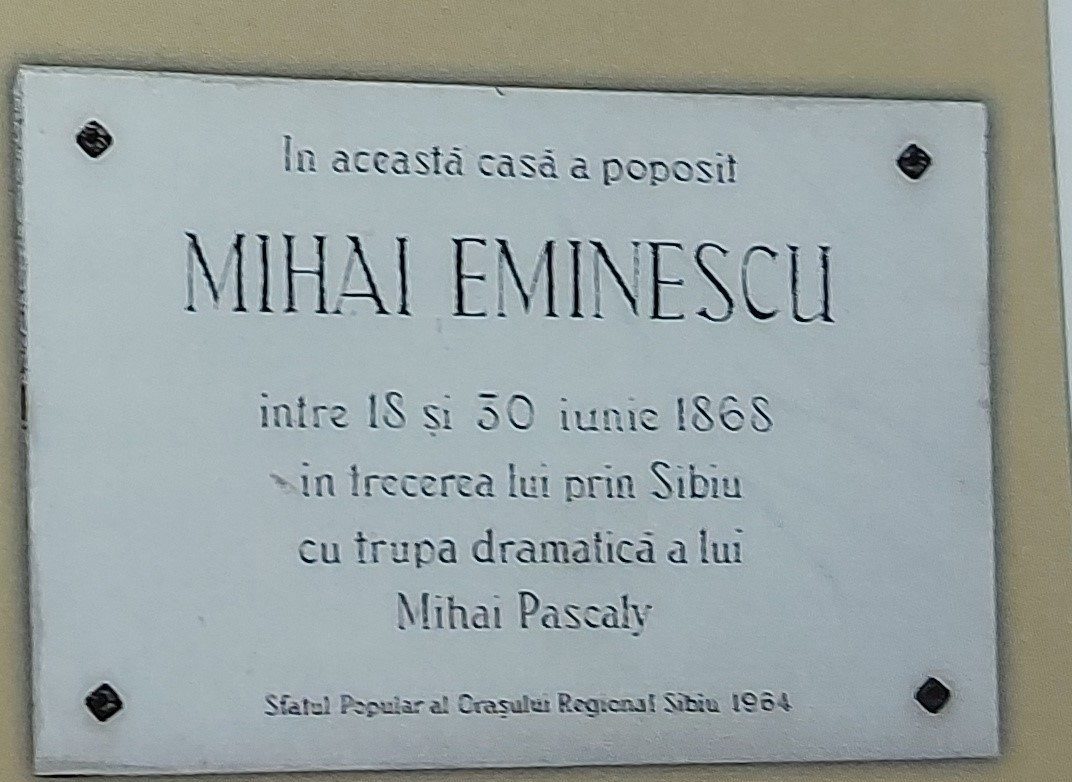 In această casă a poposit
MIHAI EMINESCU
intre 18 și 30 iunie 1868
in trecerea lui prin Sibiu
cu trupa dramatică a lui
Mihai Pascaly
Sfatul Popular al Orașului Regional Sibiu 1964